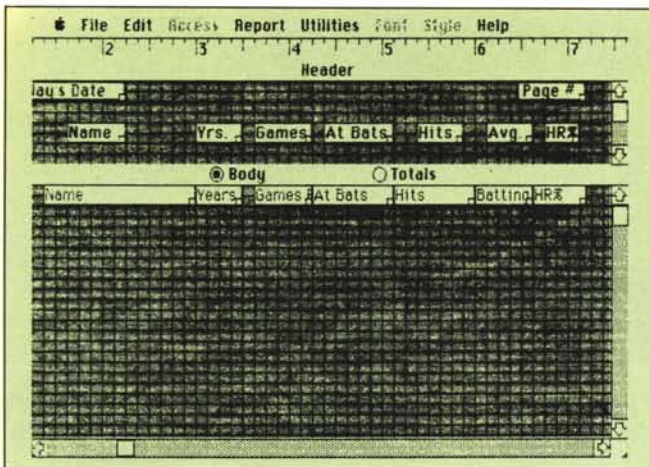 File Edit Access Report Utilities Font Style Help
2 3 4 5 6 7
Header
lay's Date Page #
Name Yrs. Games At Bats Hits Avg. HR%
Body Totals
Name Years Games At Bats Hits Batting HR%